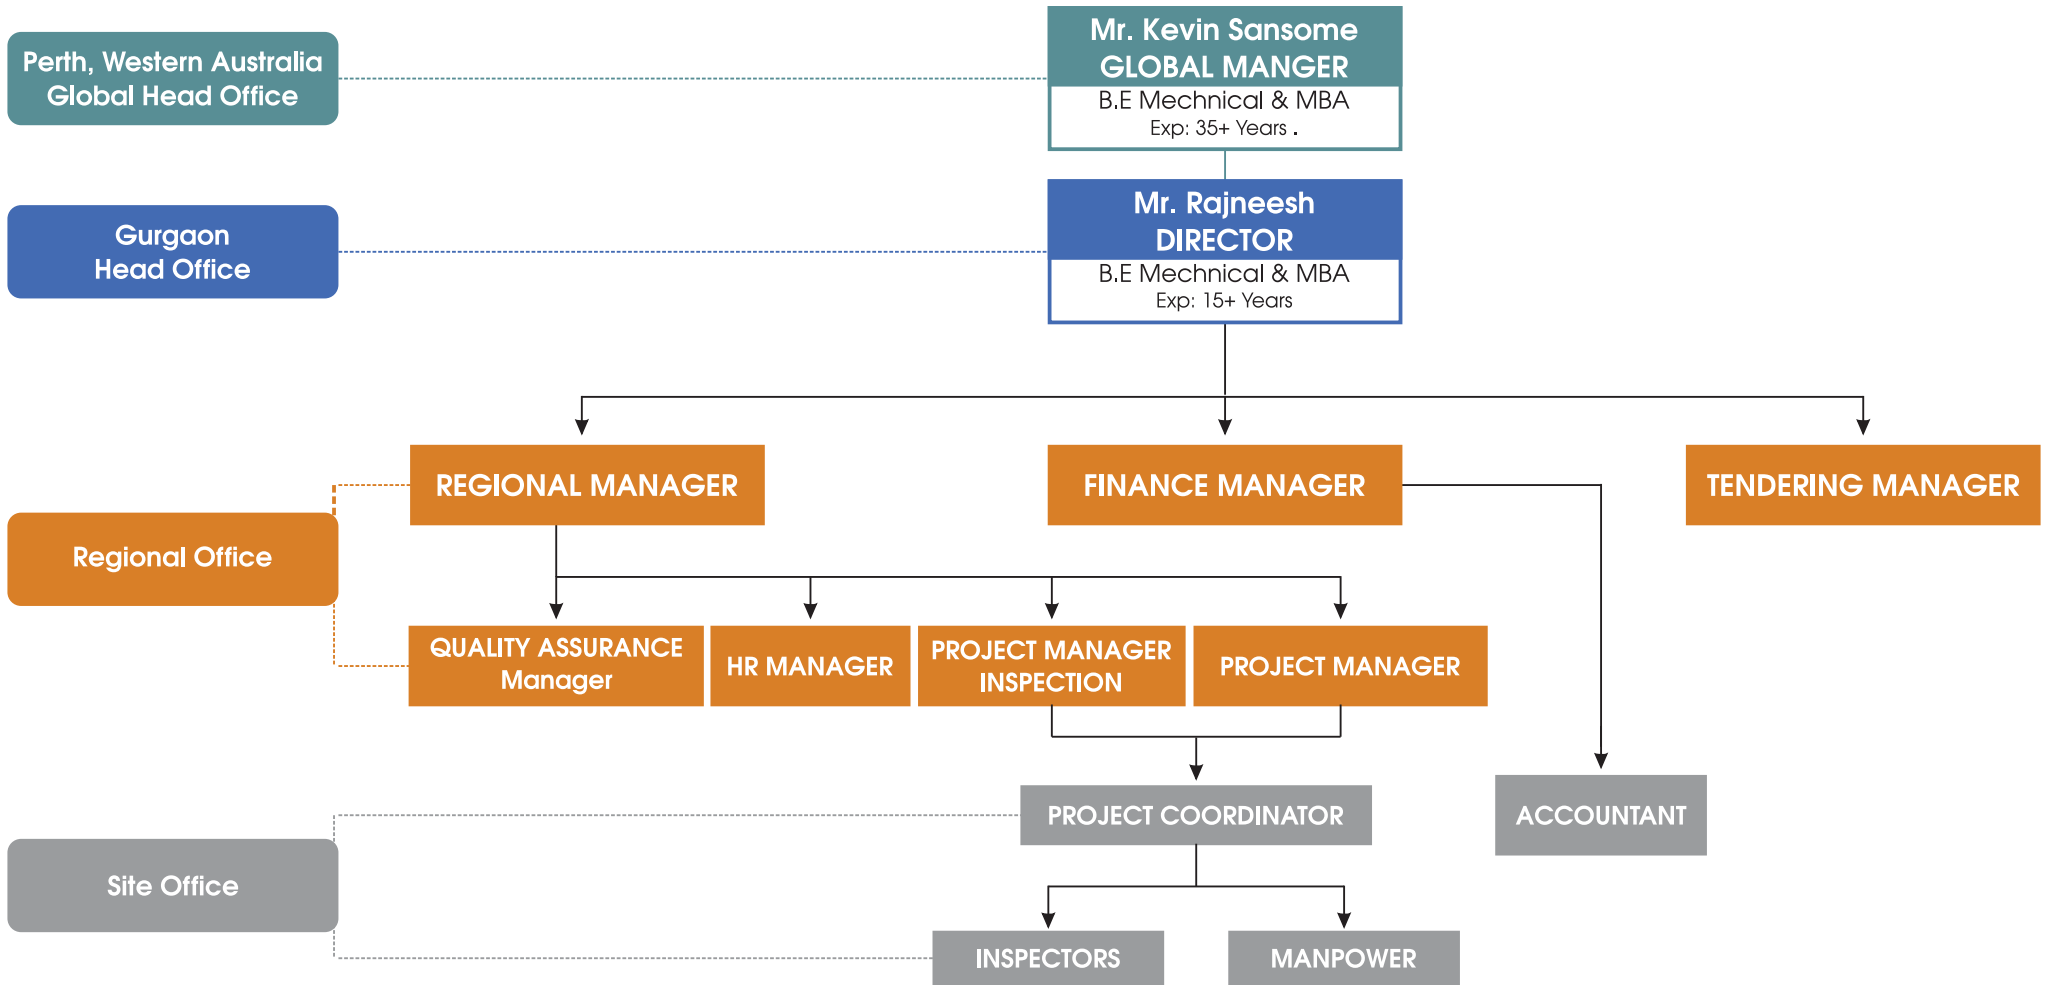 Perth, Western Australia
Global Head Office
Mr. Kevin Sansome
GLOBAL MANGER
B.E Mechnical & MBA
Exp: 35+ Years .
Gurgaon
Head Office
Mr. Rajneesh
DIRECTOR
B.E Mechnical & MBA
Exp: 15+ Years
REGIONAL MANAGER
FINANCE MANAGER
TENDERING MANAGER
Regional Office
QUALITY ASSURANCE
Manager
HR MANAGER
PROJECT MANAGER
INSPECTION
PROJECT MANAGER
PROJECT COORDINATOR
ACCOUNTANT
Site Office
INSPECTORS
MANPOWER